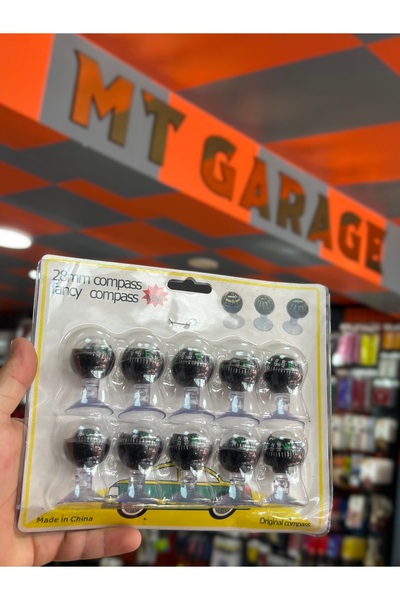 MT GARAGE
28mm compass
fancy compass
Made in China
Original compass